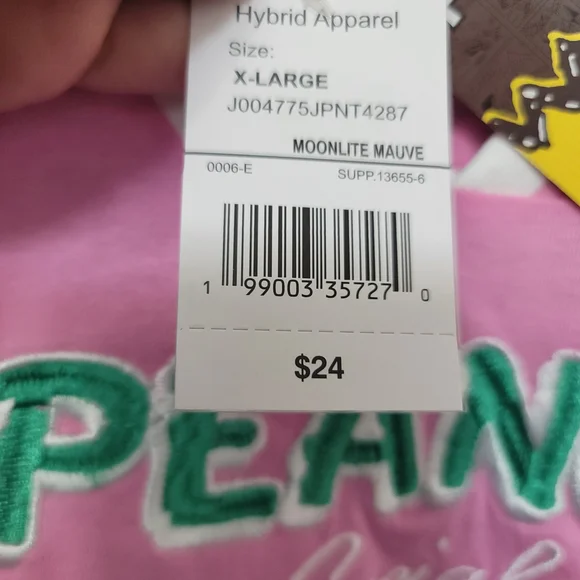 Hybrid Apparel
Size:
X-LARGE
J004775JPNT4287
MOONLITE MAUVE
0006-E SUPP.13655-6
1 99003 35727 0
$24
PEAN